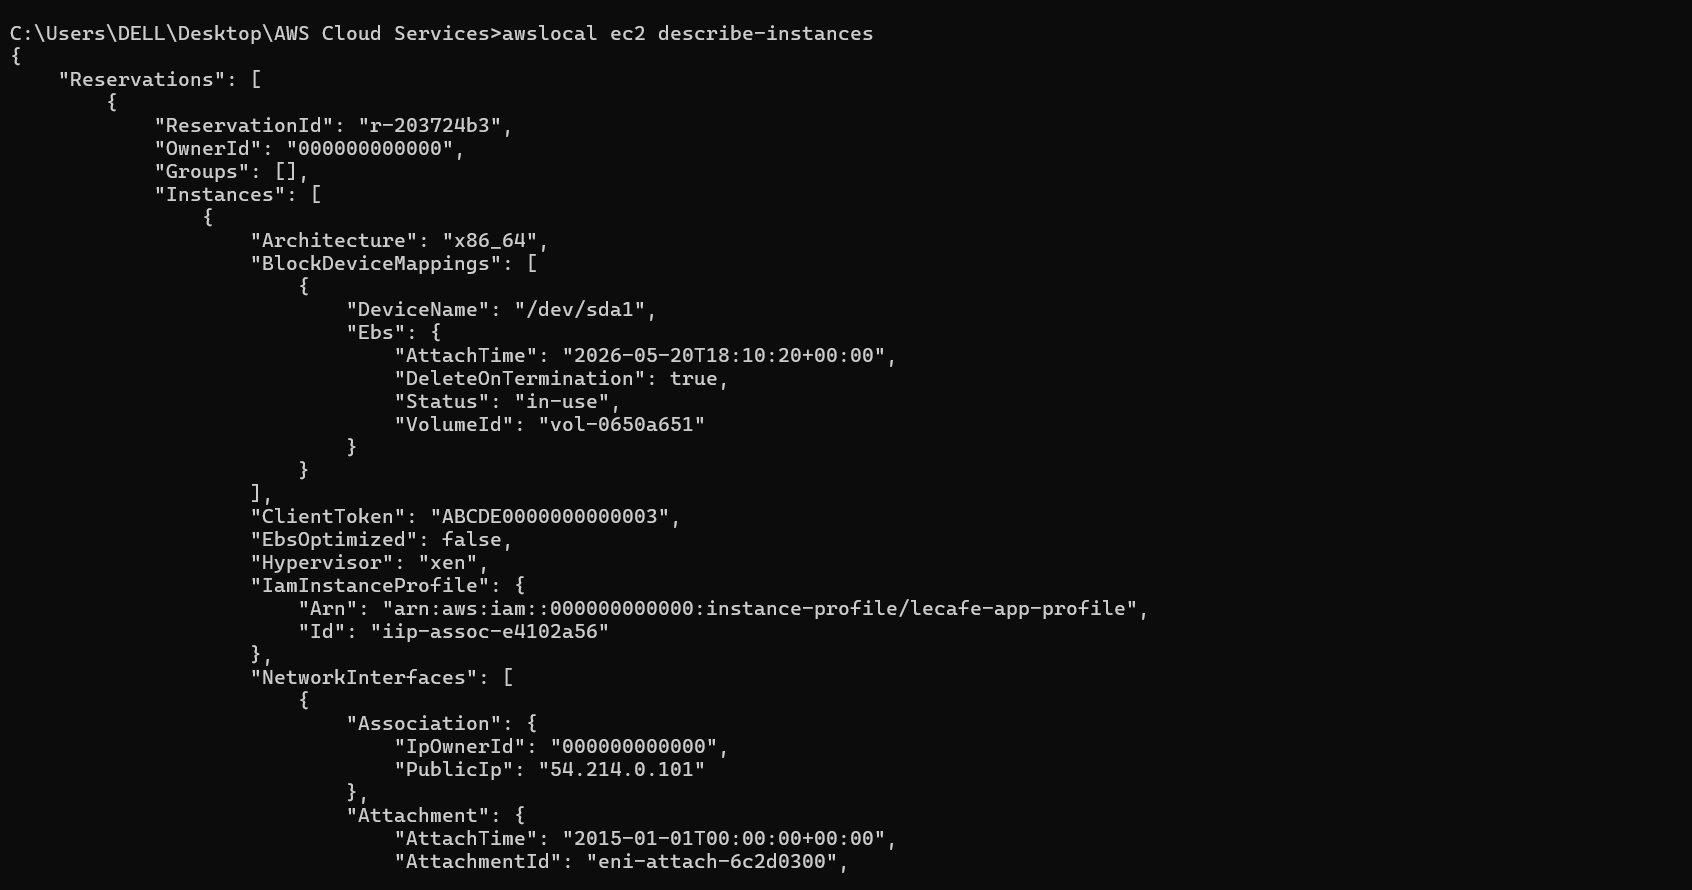 C:\Users\DELL\Desktop\AWS Cloud Services>awslocal ec2 describe-instances
{
    "Reservations": [
        {
            "ReservationId": "r-203724b3",
            "OwnerId": "000000000000",
            "Groups": [],
            "Instances": [
                {
                    "Architecture": "x86_64",
                    "BlockDeviceMappings": [
                        {
                            "DeviceName": "/dev/sda1",
                            "Ebs": {
                                "AttachTime": "2026-05-20T18:10:20+00:00",
                                "DeleteOnTermination": true,
                                "Status": "in-use",
                                "VolumeId": "vol-0650a651"
                            }
                        }
                    ],
                    "ClientToken": "ABCDE0000000000003",
                    "EbsOptimized": false,
                    "Hypervisor": "xen",
                    "IamInstanceProfile": {
                        "Arn": "arn:aws:iam::000000000000:instance-profile/lecafe-app-profile",
                        "Id": "iip-assoc-e4102a56"
                    },
                    "NetworkInterfaces": [
                        {
                            "Association": {
                                "IpOwnerId": "000000000000",
                                "PublicIp": "54.214.0.101"
                            },
                            "Attachment": {
                                "AttachTime": "2015-01-01T00:00:00+00:00",
                                "AttachmentId": "eni-attach-6c2d0300",